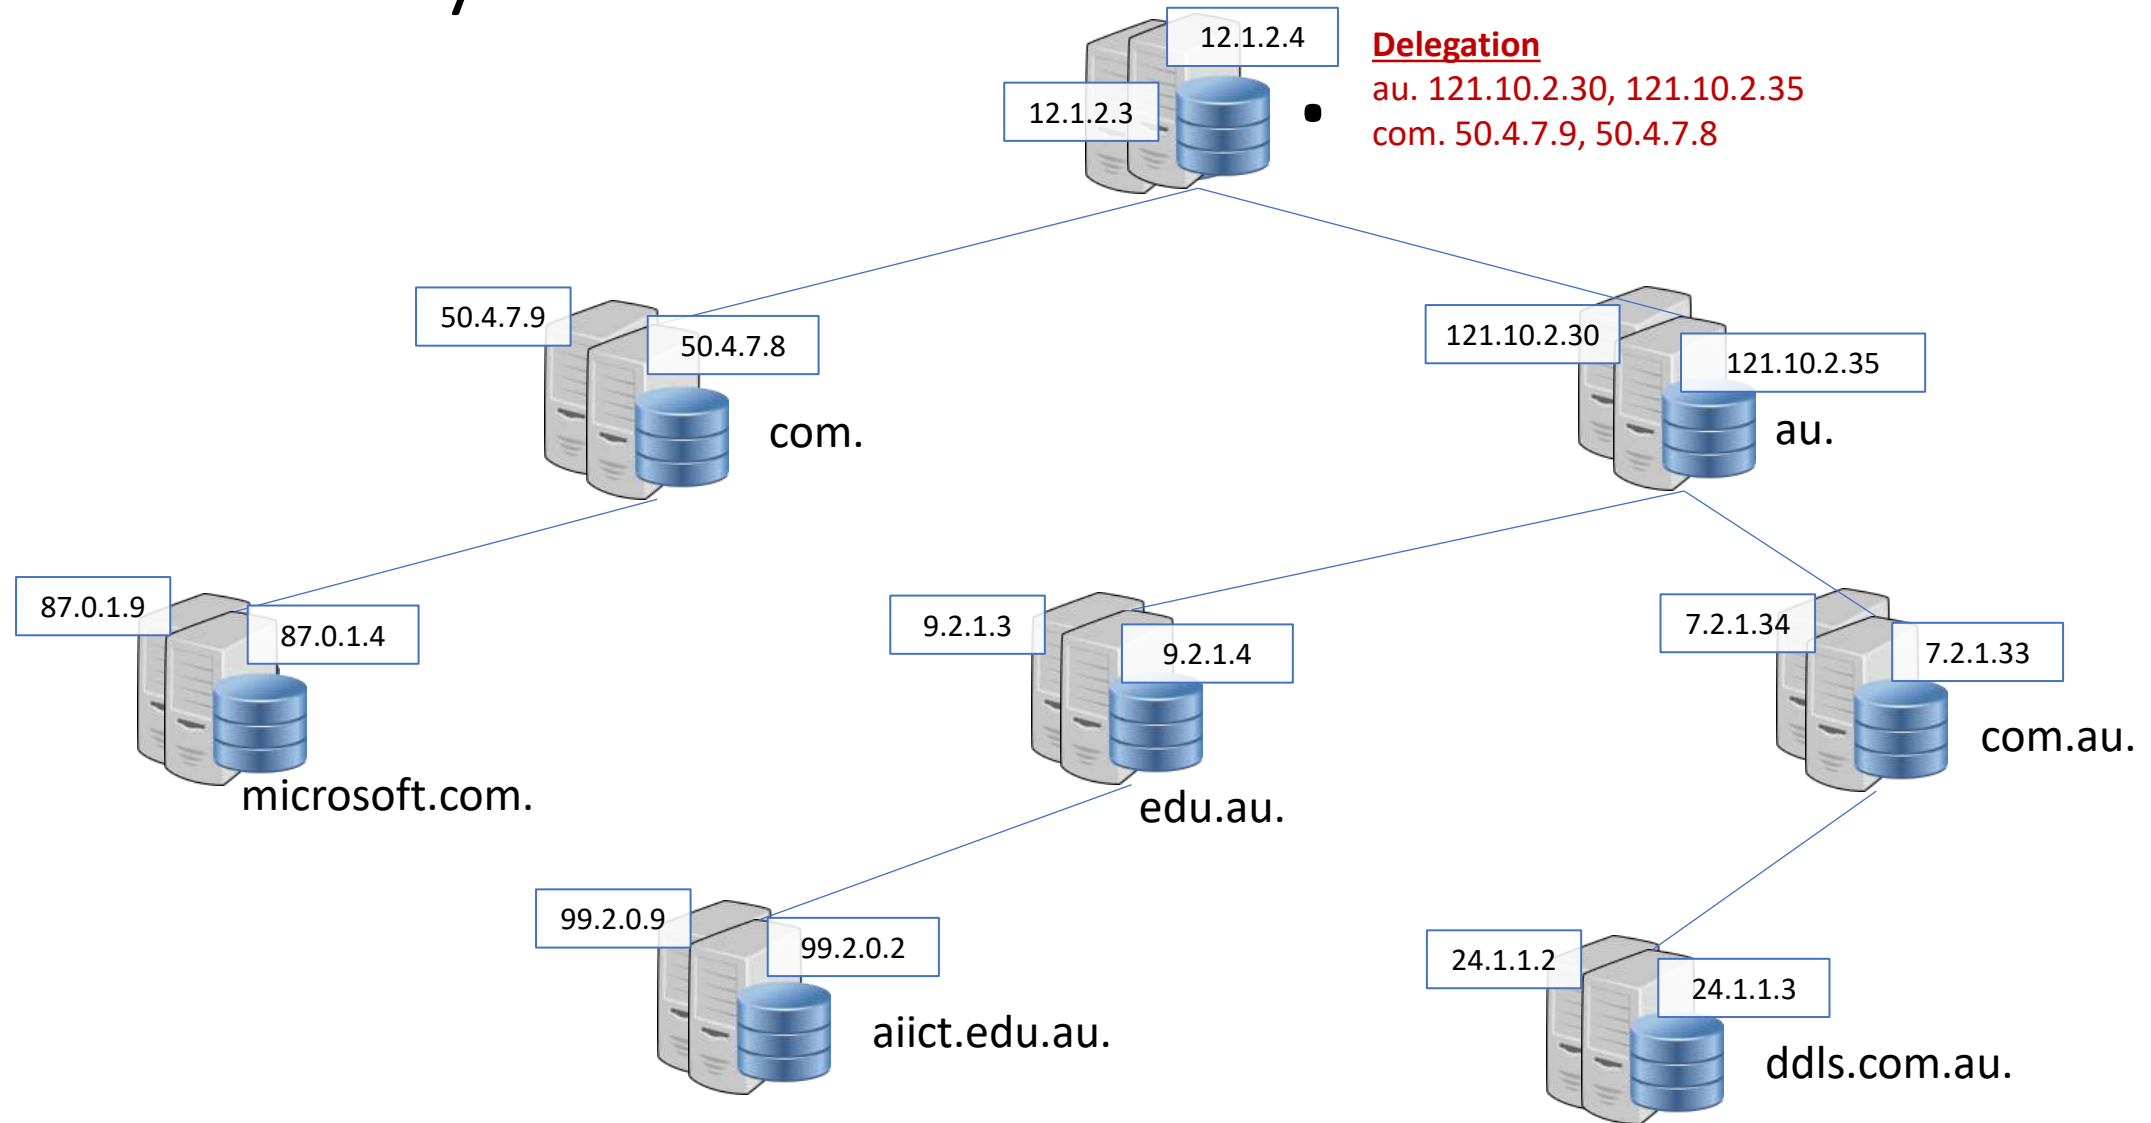 12.1.2.4
Delegation
au. 121.10.2.30, 121.10.2.35
12.1.2.3
.
com. 50.4.7.9, 50.4.7.8
50.4.7.9
50.4.7.8
121.10.2.30
121.10.2.35
com.
au.
87.0.1.9
87.0.1.4
9.2.1.3
9.2.1.4
7.2.1.34
7.2.1.33
microsoft.com.
edu.au.
com.au.
99.2.0.9
99.2.0.2
24.1.1.2
24.1.1.3
aiict.edu.au.
ddls.com.au.